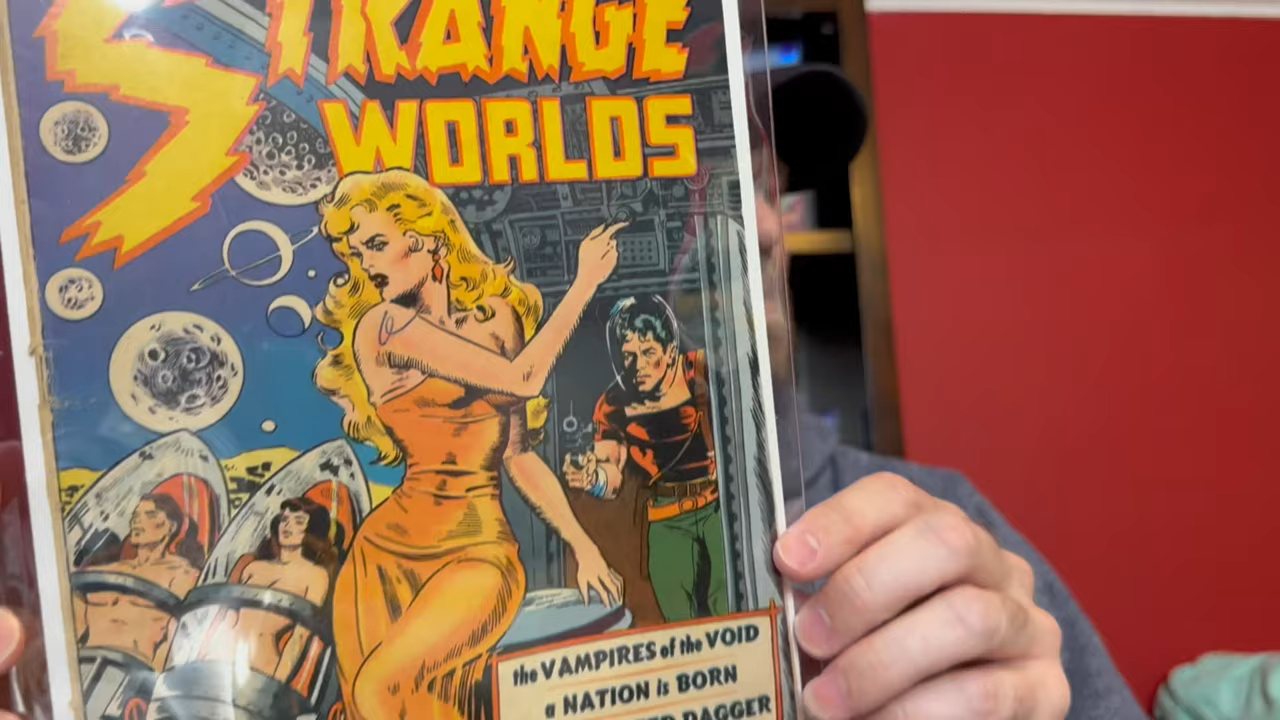 STRANGE
WORLDS
the VAMPIRES of the VOID
a NATION is BORN
DAGGER